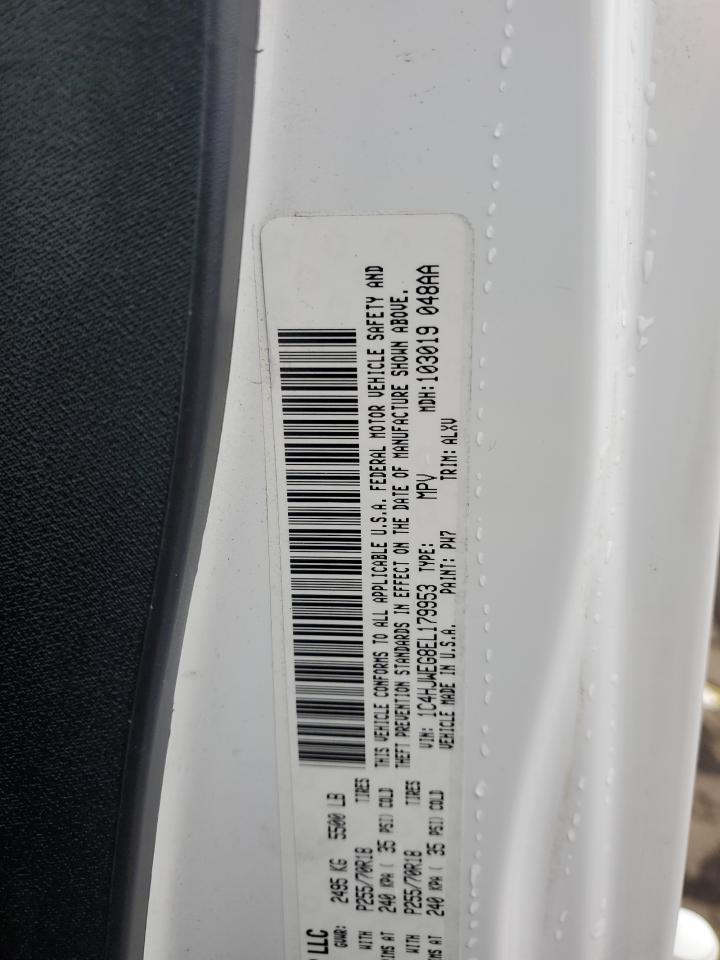 P LLC
GVWR: 2495 KG 5500 LB
WITH P255/70R18 TIRES
IMS AT 240 KPA ( 35 PSI) COLD
WITH P255/70R18 TIRES
IMS AT 240 KPA ( 35 PSI) COLD
THIS VEHICLE CONFORMS TO ALL APPLICABLE U.S.A. FEDERAL MOTOR VEHICLE SAFETY AND
THEFT PREVENTION STANDARDS IN EFFECT ON THE DATE OF MANUFACTURE SHOWN ABOVE.
VIN: 1C4HJWEG8EL179953 TYPE: MPV MDH: 103019 048AA
VEHICLE MADE IN U.S.A. PAINT: PW7 TRIM: ALXV